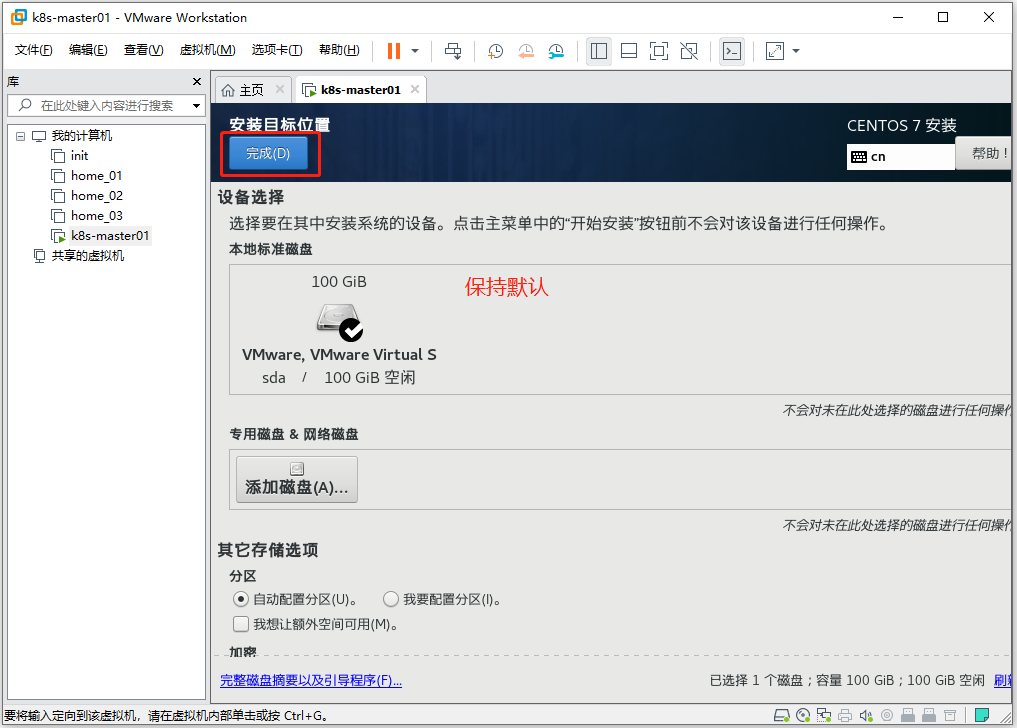 k8s-master01 - VMware Workstation
文件(F) 编辑(E) 查看(V) 虚拟机(M) 选项卡(T) 帮助(H)
库
在此处键入内容进行搜索
我的计算机
init
home_01
home_02
home_03
k8s-master01
共享的虚拟机
主页
k8s-master01
安装目标位置
完成(D)
CENTOS 7 安装
cn
帮助！
设备选择
选择要在其中安装系统的设备。点击主菜单中的“开始安装”按钮前不会对该设备进行任何操作。
本地标准磁盘
100 GiB
保持默认
VMware, VMware Virtual S
sda / 100 GiB 空闲
不会对未在此处选择的磁盘进行任何操作
专用磁盘 & 网络磁盘
添加磁盘(A)...
不会对未在此处选择的磁盘进行任何操作
其它存储选项
分区
自动配置分区(U)。 我要配置分区(I)。
我想让额外空间可用(M)。
加密
完整磁盘摘要以及引导程序(F)... 已选择 1 个磁盘；容量 100 GiB；100 GiB 空闲 刷新
要将输入定向到该虚拟机，请在虚拟机内部单击或按 Ctrl+G。